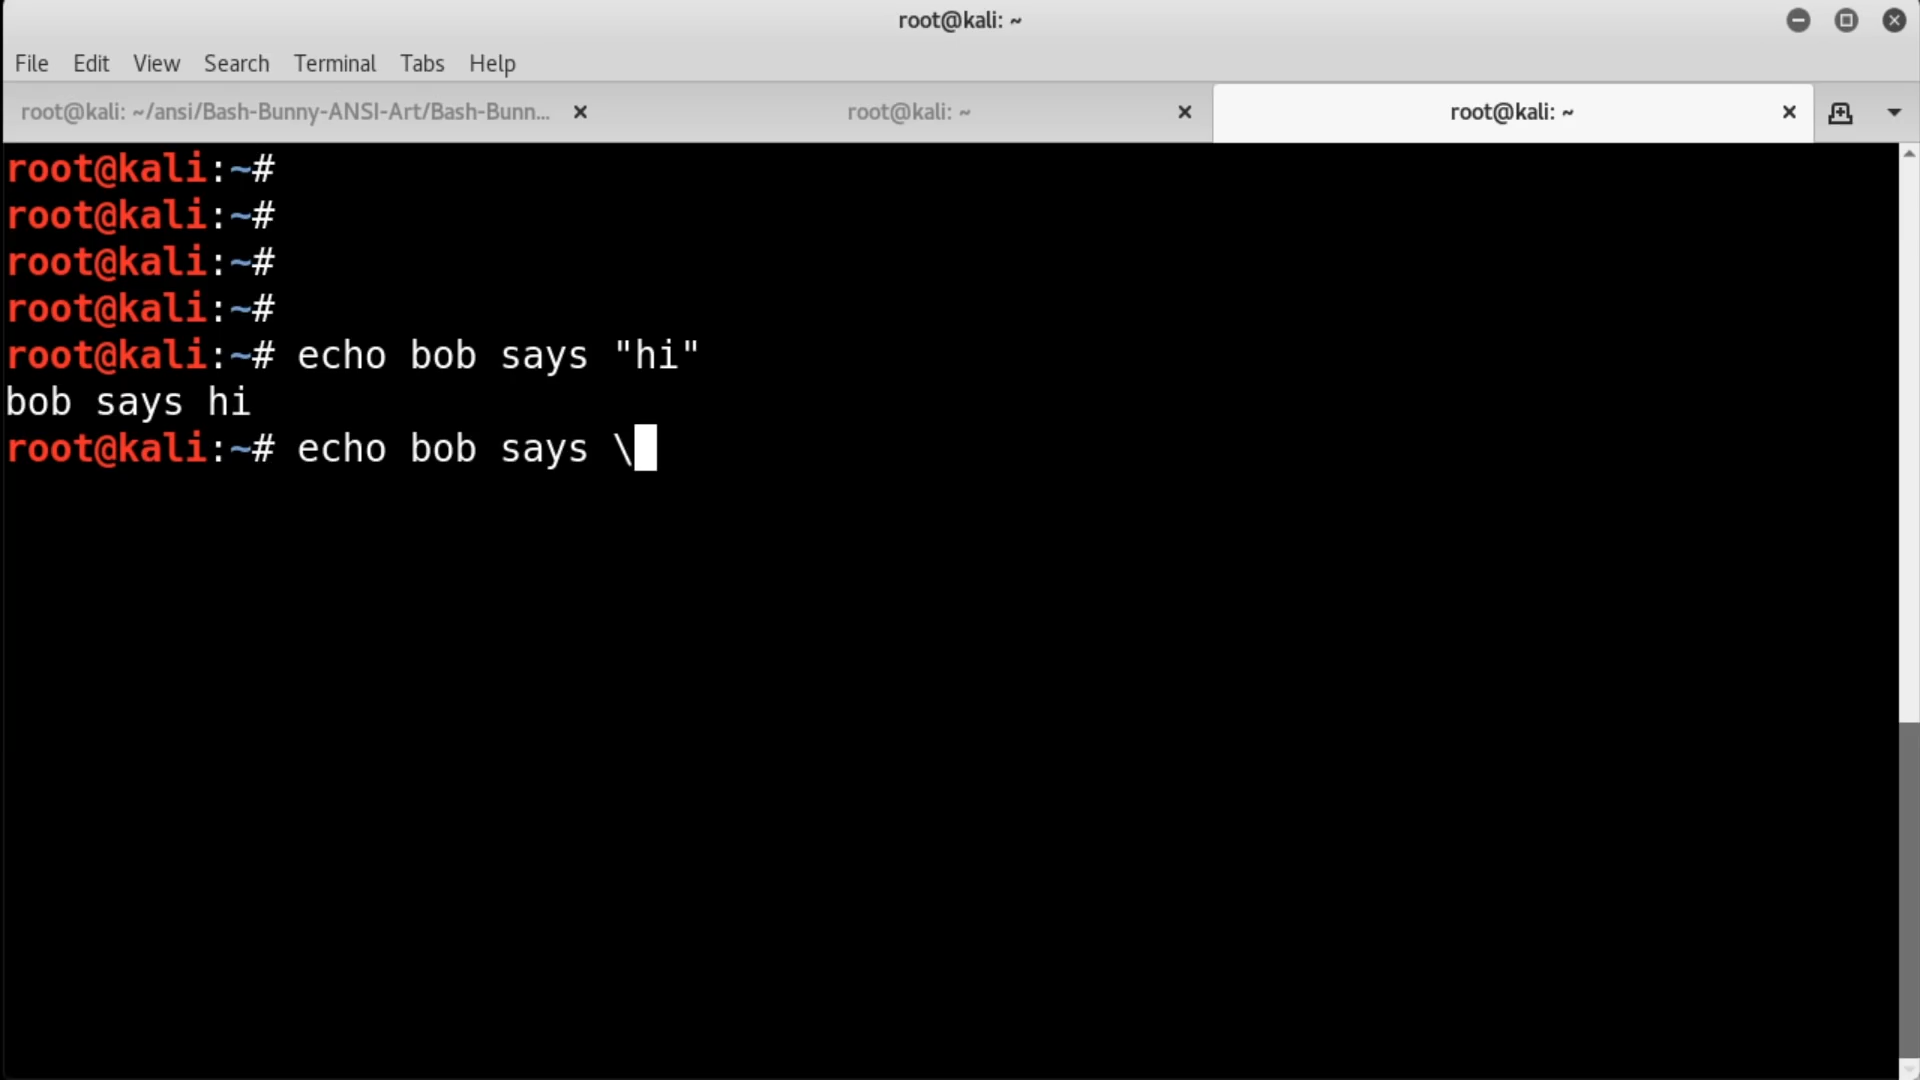 root@kali: ~
File Edit View Search Terminal Tabs Help
root@kali: ~/ansi/Bash-Bunny-ANSI-Art/Bash-Bunn... root@kali: ~ root@kali: ~
root@kali:~#
root@kali:~#
root@kali:~#
root@kali:~#
root@kali:~# echo bob says "hi"
bob says hi
root@kali:~# echo bob says \